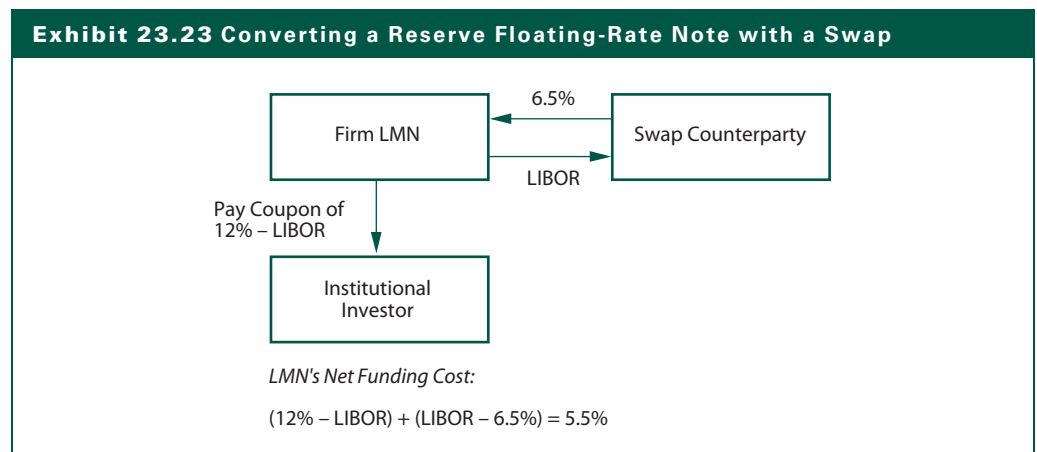 Exhibit 23.23 Converting a Reserve Floating-Rate Note with a Swap
6.5%
Firm LMN
Swap Counterparty
LIBOR
Pay Coupon of
12% – LIBOR
Institutional
Investor
LMN's Net Funding Cost:
(12% – LIBOR) + (LIBOR – 6.5%) = 5.5%